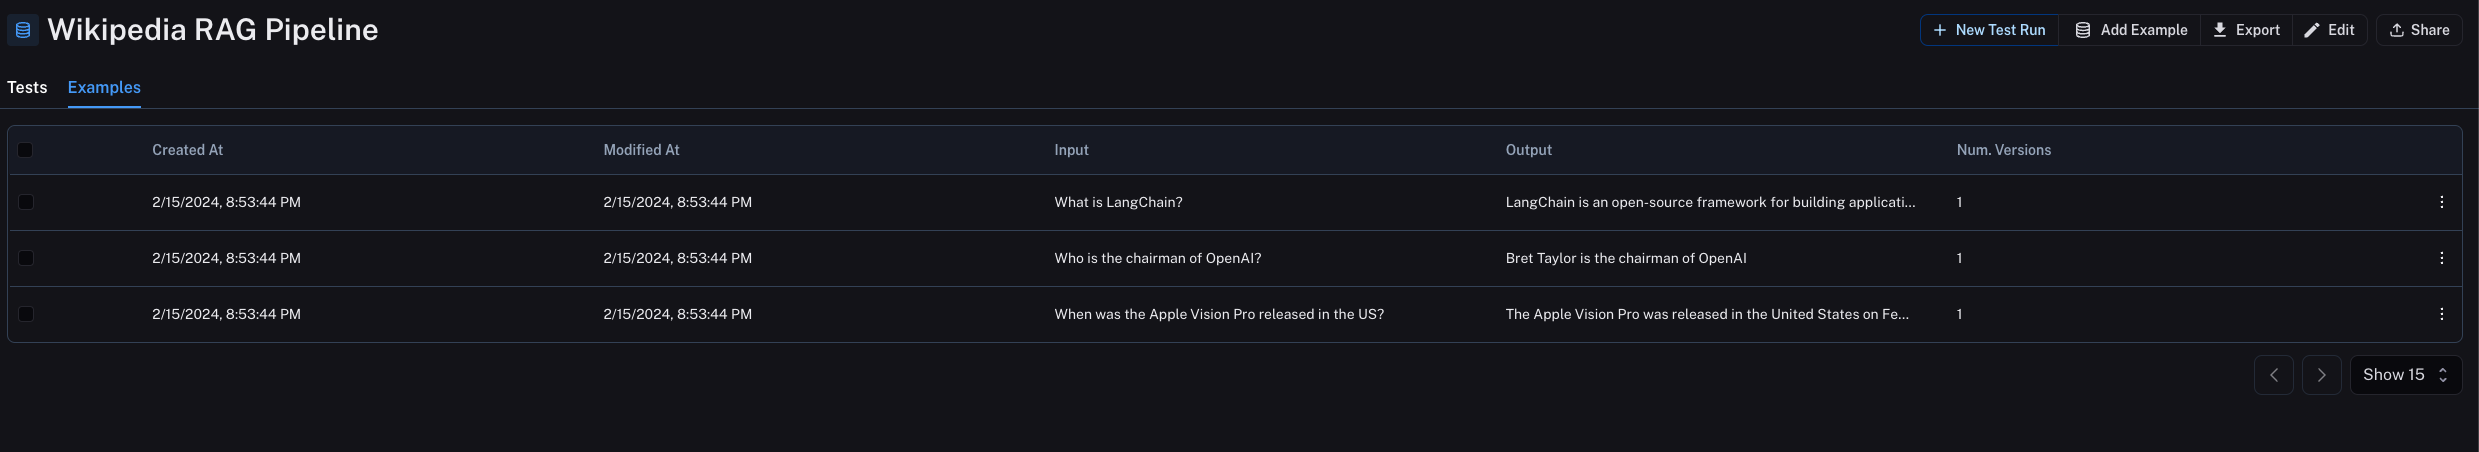 Wikipedia RAG Pipeline
New Test Run Add Example Export Edit Share
Tests Examples
Created At Modified At Input Output Num. Versions
2/15/2024, 8:53:44 PM 2/15/2024, 8:53:44 PM What is LangChain? LangChain is an open-source framework for building applicati... 1
2/15/2024, 8:53:44 PM 2/15/2024, 8:53:44 PM Who is the chairman of OpenAI? Bret Taylor is the chairman of OpenAI 1
2/15/2024, 8:53:44 PM 2/15/2024, 8:53:44 PM When was the Apple Vision Pro released in the US? The Apple Vision Pro was released in the United States on Fe... 1
Show 15